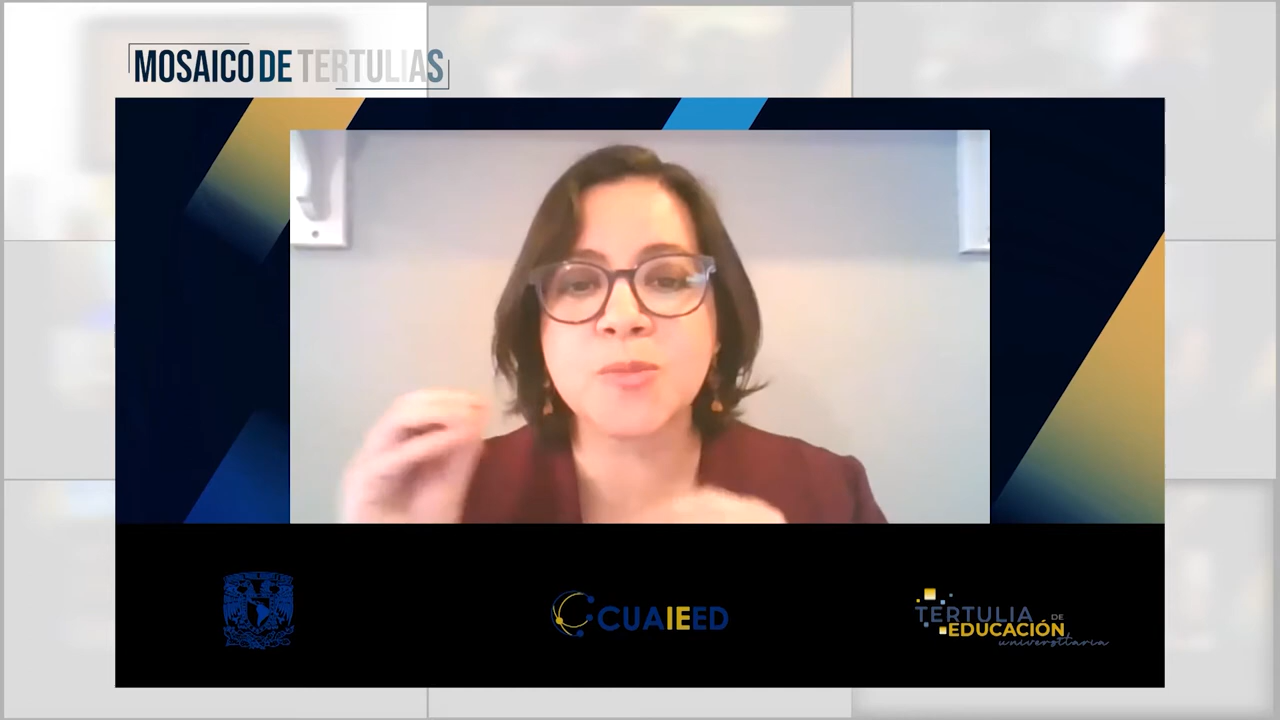 MOSAICO DE TERTULIAS
CUAIEED
TERTULIA DE
EDUCACIÓN
universitaria